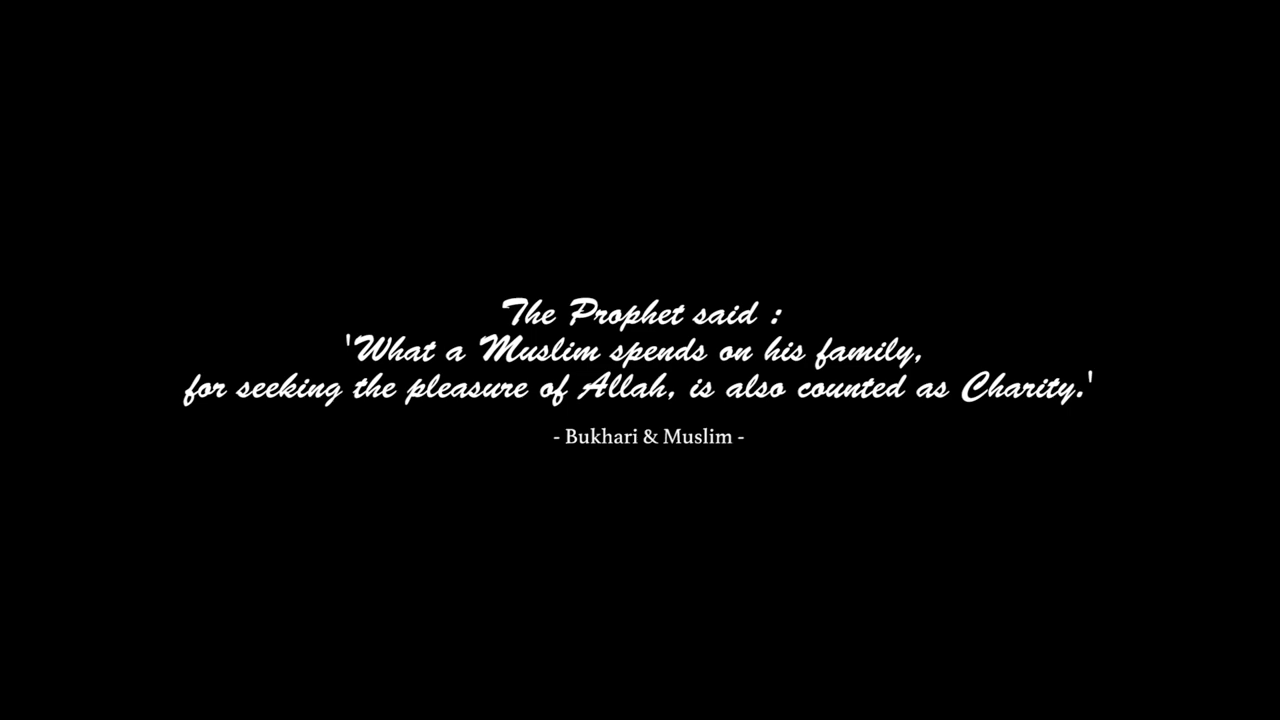 The Prophet said :
'What a Muslim spends on his family,
for seeking the pleasure of Allah, is also counted as Charity.'
- Bukhari & Muslim -